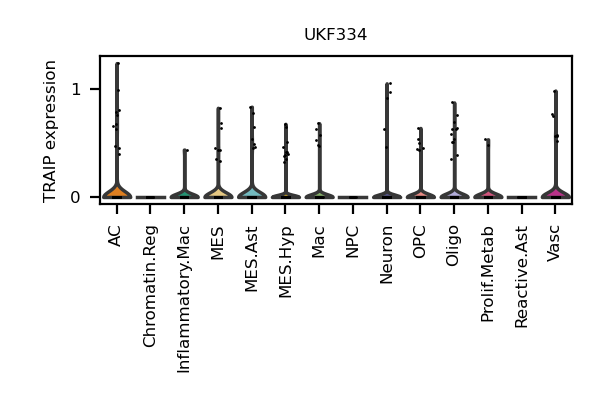 UKF334
TRAIP expression
1
0
AC
Chromatin.Reg
Inflammatory.Mac
MES
MES.Ast
MES.Hyp
Mac
NPC
Neuron
OPC
Oligo
Prolif.Metab
Reactive.Ast
Vasc